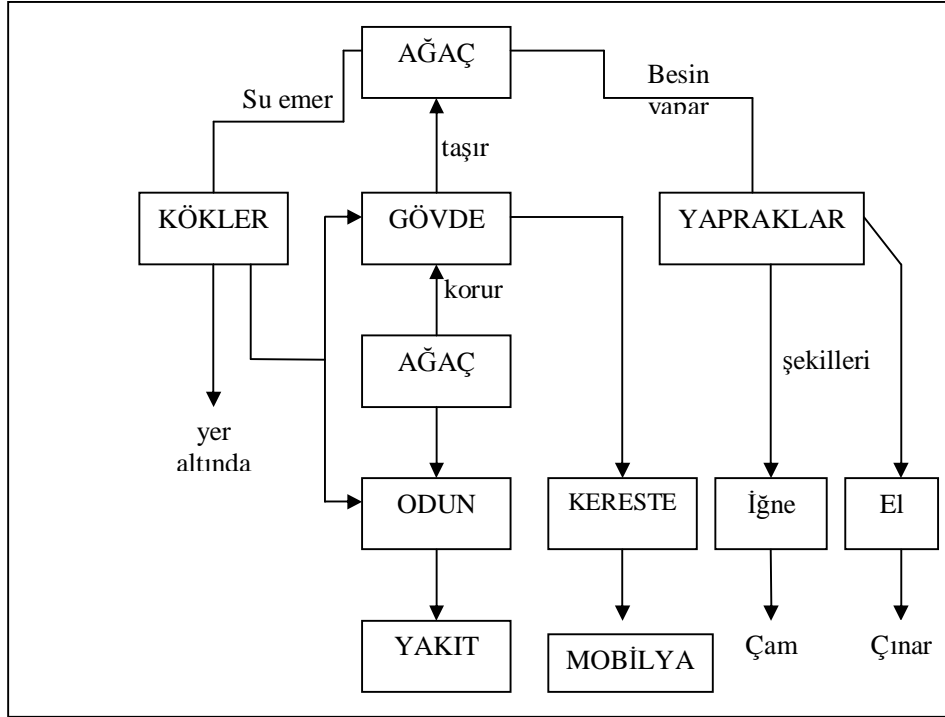 AĞAÇ
Su emer
Besin
yapar
taşır
KÖKLER
GÖVDE
YAPRAKLAR
korur
AĞAÇ
şekilleri
yer
altında
ODUN
KERESTE
İğne
El
YAKIT
MOBİLYA
Çam
Çınar